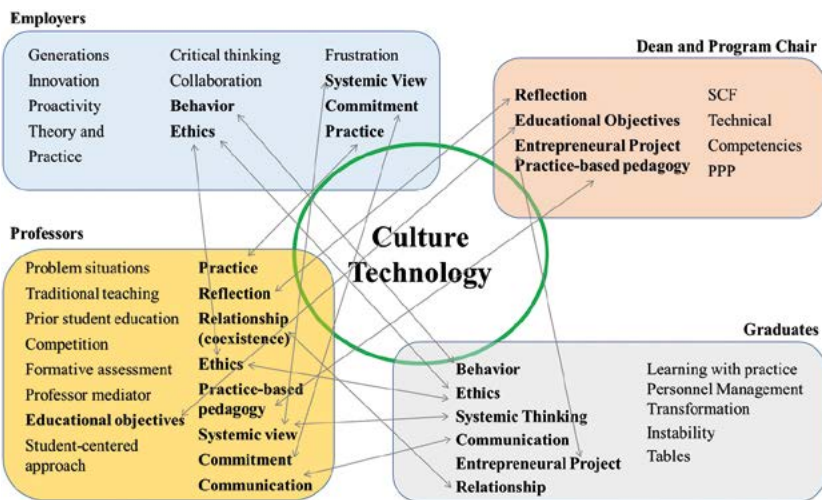 Employers
Generations
Innovation
Proactivity
Theory and
Practice
Critical thinking
Collaboration
Behavior
Ethics
Frustration
Systemic View
Commitment
Practice
Dean and Program Chair
Reflection
Educational Objectives
Entrepreneural Project
Practice-based pedagogy
SCF
Technical
Competencies
PPP
Culture
Technology
Professors
Problem situations
Traditional teaching
Prior student education
Competition
Formative assessment
Professor mediator
Educational objectives
Student-centered
approach
Practice
Reflection
Relationship
(coexistence)
Ethics
Practice-based
pedagogy
Systemic view
Commitment
Communication
Graduates
Behavior
Ethics
Systemic Thinking
Communication
Entrepreneural Project
Relationship
Learning with practice
Personnel Management
Transformation
Instability
Tables